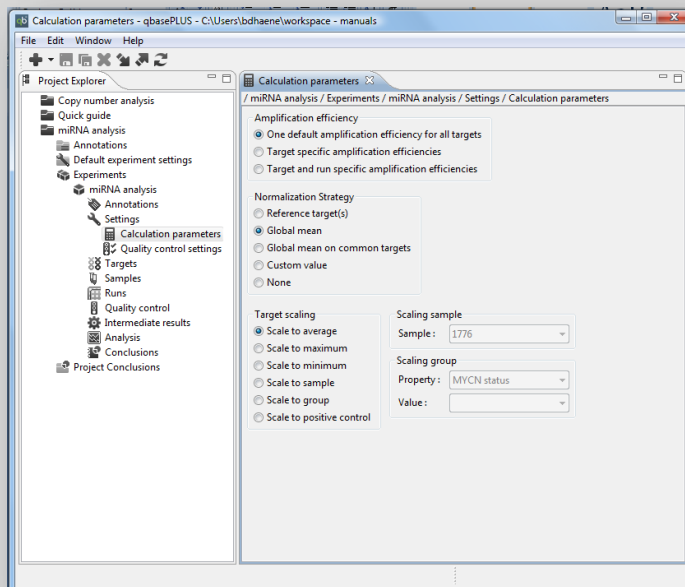 Calculation parameters - qbasePLUS - C:\Users\bdhaene\workspace - manuals
File Edit Window Help
Project Explorer
Copy number analysis
Quick guide
miRNA analysis
Annotations
Default experiment settings
Experiments
miRNA analysis
Annotations
Settings
Calculation parameters
Quality control settings
Targets
Samples
Runs
Quality control
Intermediate results
Analysis
Conclusions
Project Conclusions
Calculation parameters
/ miRNA analysis / Experiments / miRNA analysis / Settings / Calculation parameters
Amplification efficiency
One default amplification efficiency for all targets
Target specific amplification efficiencies
Target and run specific amplification efficiencies
Normalization Strategy
Reference target(s)
Global mean
Global mean on common targets
Custom value
None
Target scaling
Scale to average
Scale to maximum
Scale to minimum
Scale to sample
Scale to group
Scale to positive control
Scaling sample
Sample : 1776
Scaling group
Property : MYCN status
Value :